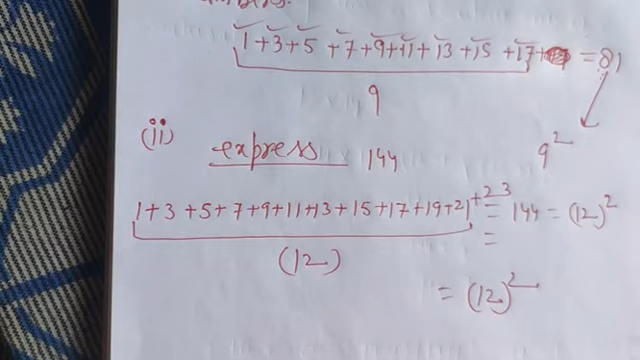 1 + 3 + 5 + 7 + 9 + 11 + 13 + 15 + 17 + = 81
9
9²
(ii) express 144
1 + 3 + 5 + 7 + 9 + 11 + 13 + 15 + 17 + 19 + 21 + 23 = 144 = (12)²
=
(12)
= (12)²